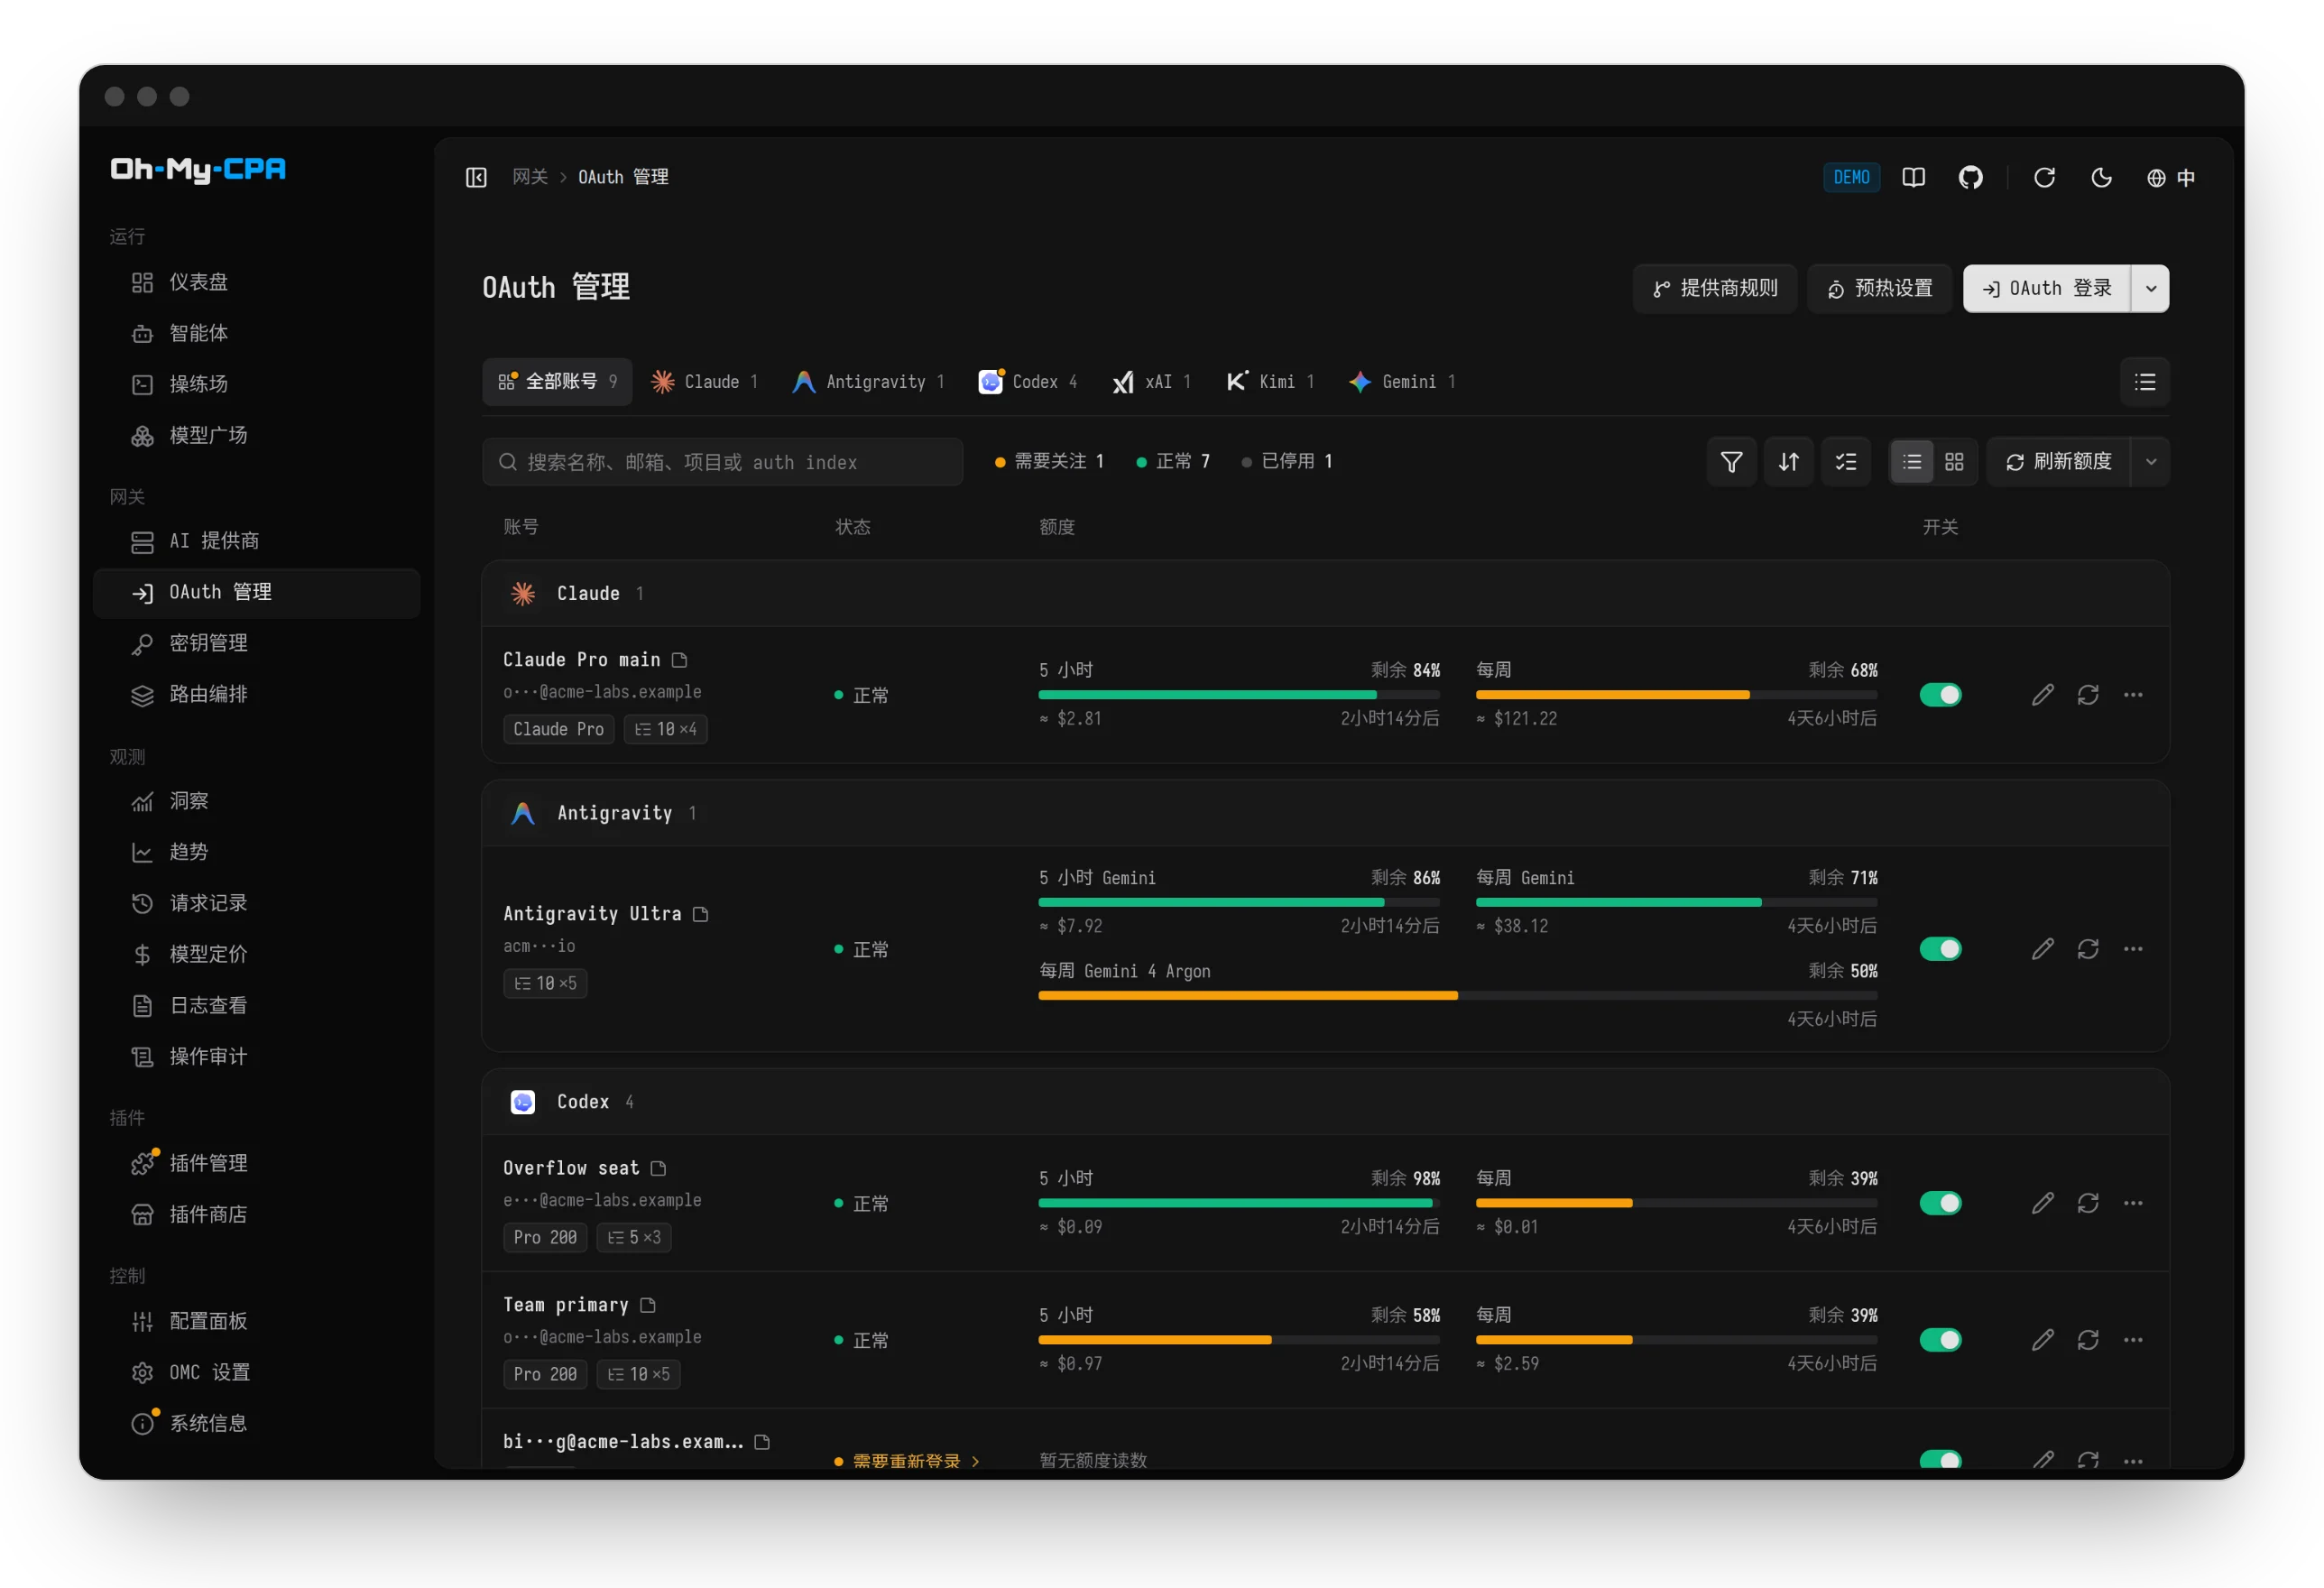 Oh-My-CPA
运行
仪表盘
智能体
操练场
模型广场
网关
AI 提供商
OAuth 管理
密钥管理
路由编排
观测
洞察
趋势
请求记录
模型定价
日志查看
操作审计
插件
插件管理
插件商店
控制
配置面板
OMC 设置
系统信息
网关 > OAuth 管理
DEMO
中
OAuth 管理
提供商规则
预热设置
OAuth 登录
全部账号 9
Claude 1
Antigravity 1
Codex 4
xAI 1
Kimi 1
Gemini 1
搜索名称、邮箱、项目或 auth index
需要关注 1
正常 7
已停用 1
刷新额度
账号 状态 额度 开关
Claude 1
Claude Pro main
o···@acme-labs.example
Claude Pro 10 ×4
正常
5 小时 剩余 84%
≈ $2.81 2小时14分后
每周 剩余 68%
≈ $121.22 4天6小时后
Antigravity 1
Antigravity Ultra
acm···io
10 ×5
正常
5 小时 Gemini 剩余 86%
≈ $7.92 2小时14分后
每周 Gemini 剩余 71%
≈ $38.12 4天6小时后
每周 Gemini 4 Argon 剩余 50%
4天6小时后
Codex 4
Overflow seat
e···@acme-labs.example
Pro 200 5 ×3
正常
5 小时 剩余 98%
≈ $0.09 2小时14分后
每周 剩余 39%
≈ $0.01 4天6小时后
Team primary
o···@acme-labs.example
Pro 200 10 ×5
正常
5 小时 剩余 58%
≈ $0.97 2小时14分后
每周 剩余 39%
≈ $2.59 4天6小时后
bi···g@acme-labs.exam...
需要重新登录 >
暂无额度读数